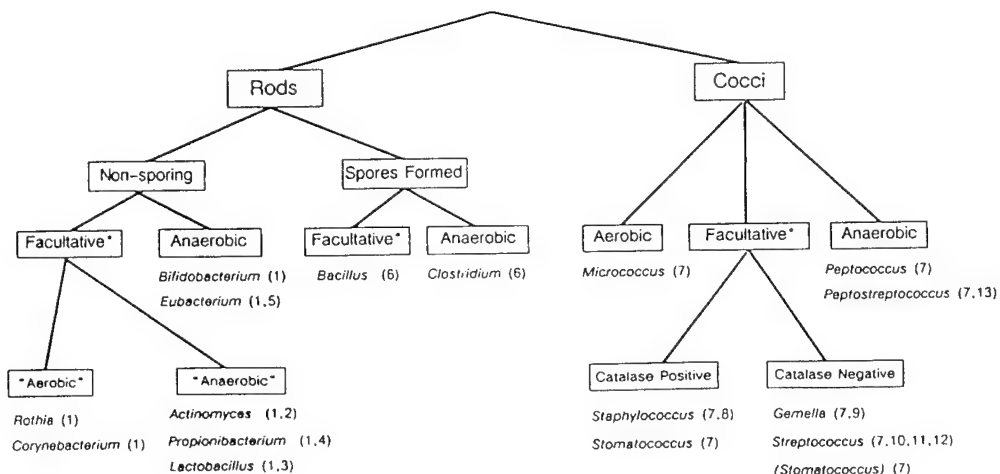 Rods
Cocci
Non-sporing
Spores Formed
Facultative*
Anaerobic
Bifidobacterium (1)
Eubacterium (1,5)
Facultative*
Bacillus (6)
Anaerobic
Clostridium (6)
Aerobic
Micrococcus (7)
Facultative*
Anaerobic
Peptococcus (7)
Peptostreptococcus (7,13)
"Aerobic"
Rothia (1)
Corynebacterium (1)
"Anaerobic"
Actinomyces (1,2)
Propionibacterium (1,4)
Lactobacillus (1,3)
Catalase Positive
Staphylococcus (7,8)
Stomatococcus (7)
Catalase Negative
Gemella (7,9)
Streptococcus (7,10,11,12)
(Stomatococcus) (7)